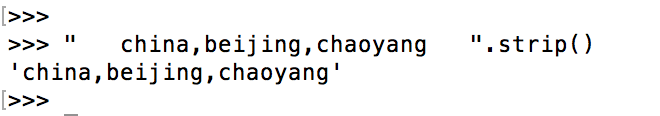 [>>>
>>> "   china,beijing,chaoyang   ".strip()
'china,beijing,chaoyang'
[>>>